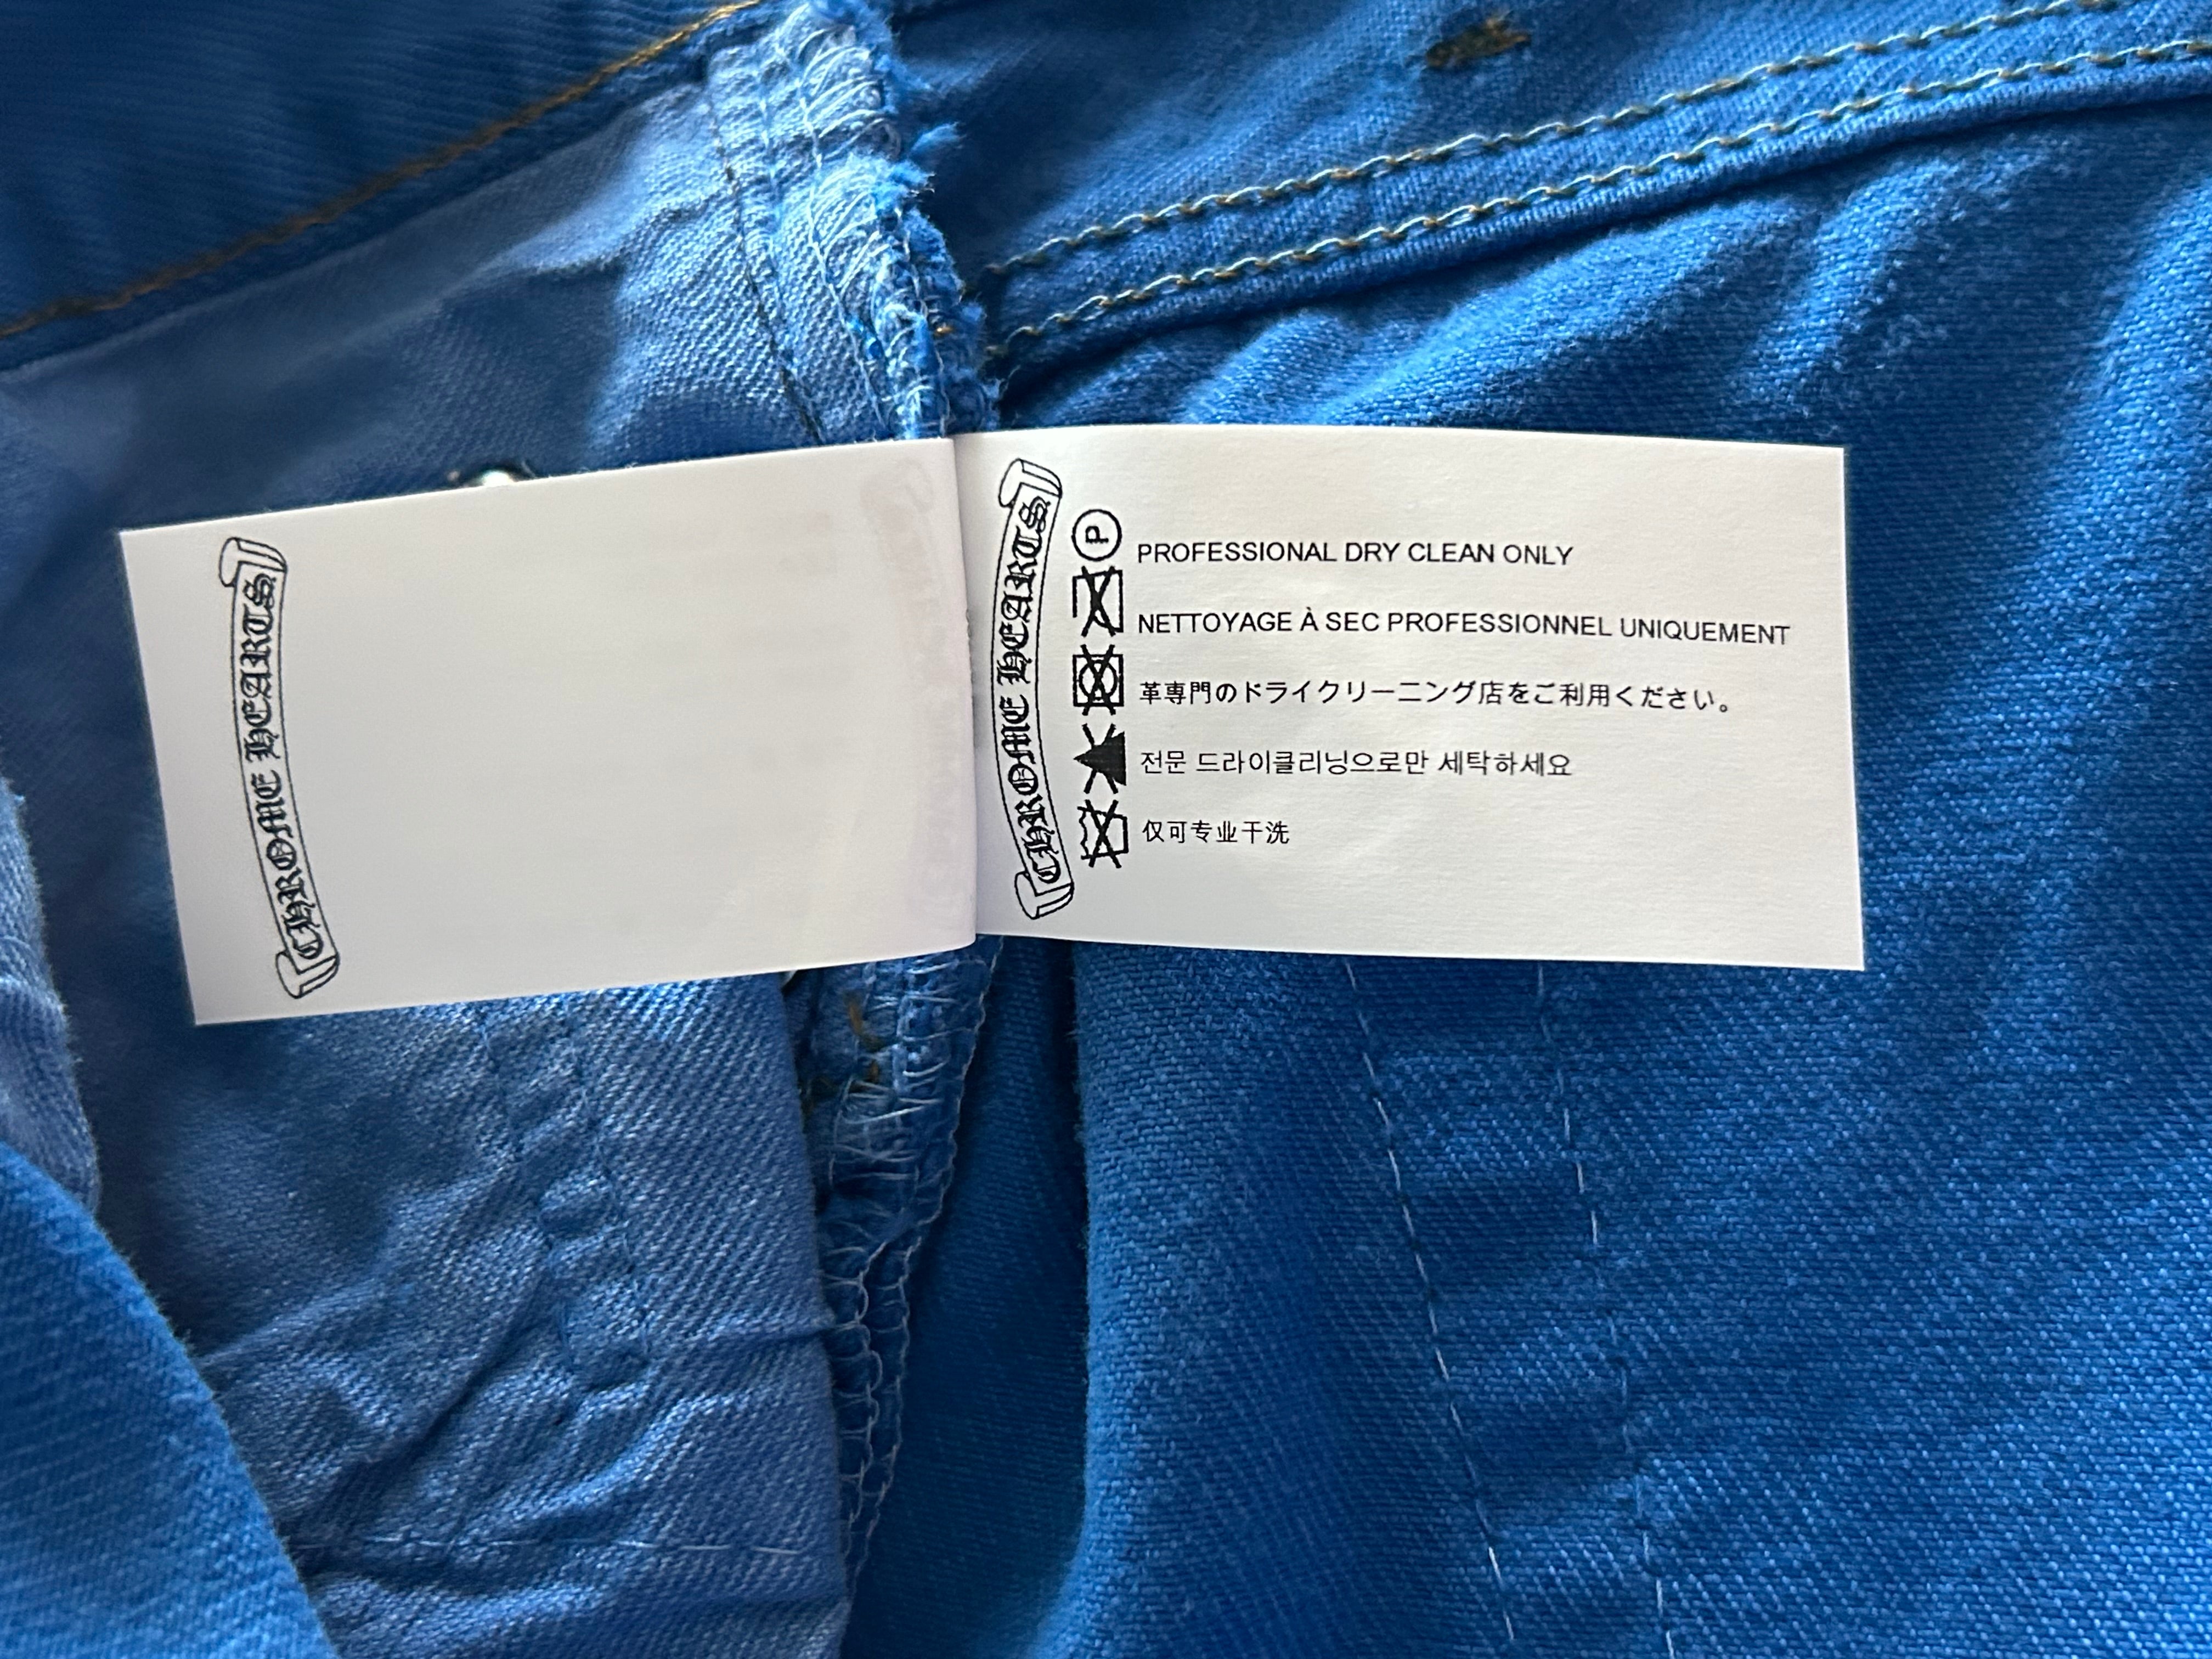 CHROME HEARTS
CHROME HEARTS
P
PROFESSIONAL DRY CLEAN ONLY
NETTOYAGE À SEC PROFESSIONNEL UNIQUEMENT
革専門のドライクリーニング店をご利用ください。
전문 드라이클리닝으로만 세탁하세요
仅可专业干洗